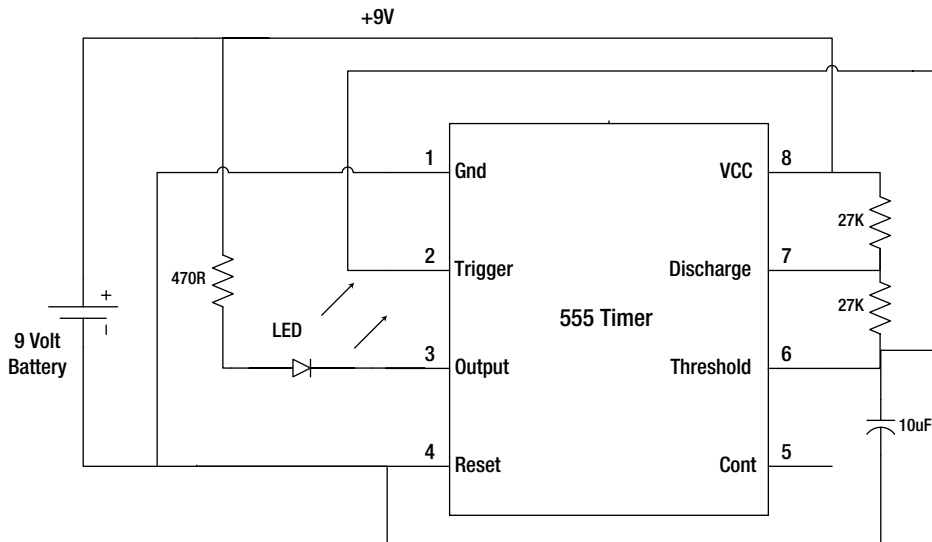 +9V
1
Gnd
VCC
8
27K
2
Trigger
Discharge
7
470R
27K
+
LED
555 Timer
–
9 Volt
Battery
3
Output
Threshold
6
10uF
4
Reset
Cont
5